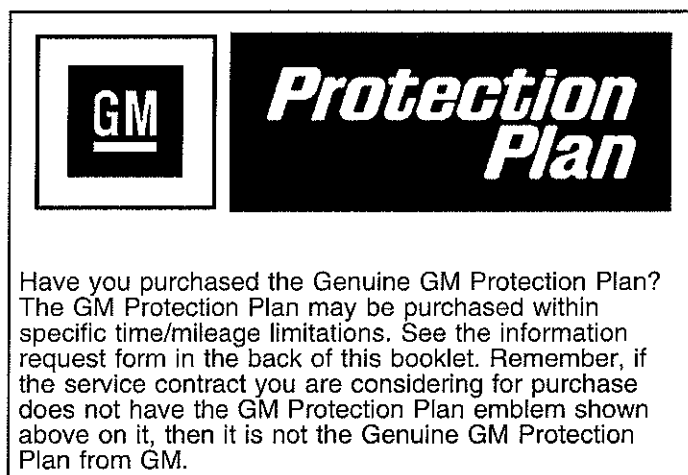 GM
Protection
Plan
Have you purchased the Genuine GM Protection Plan?
The GM Protection Plan may be purchased within
specific time/mileage limitations. See the information
request form in the back of this booklet. Remember, if
the service contract you are considering for purchase
does not have the GM Protection Plan emblem shown
above on it, then it is not the Genuine GM Protection
Plan from GM.